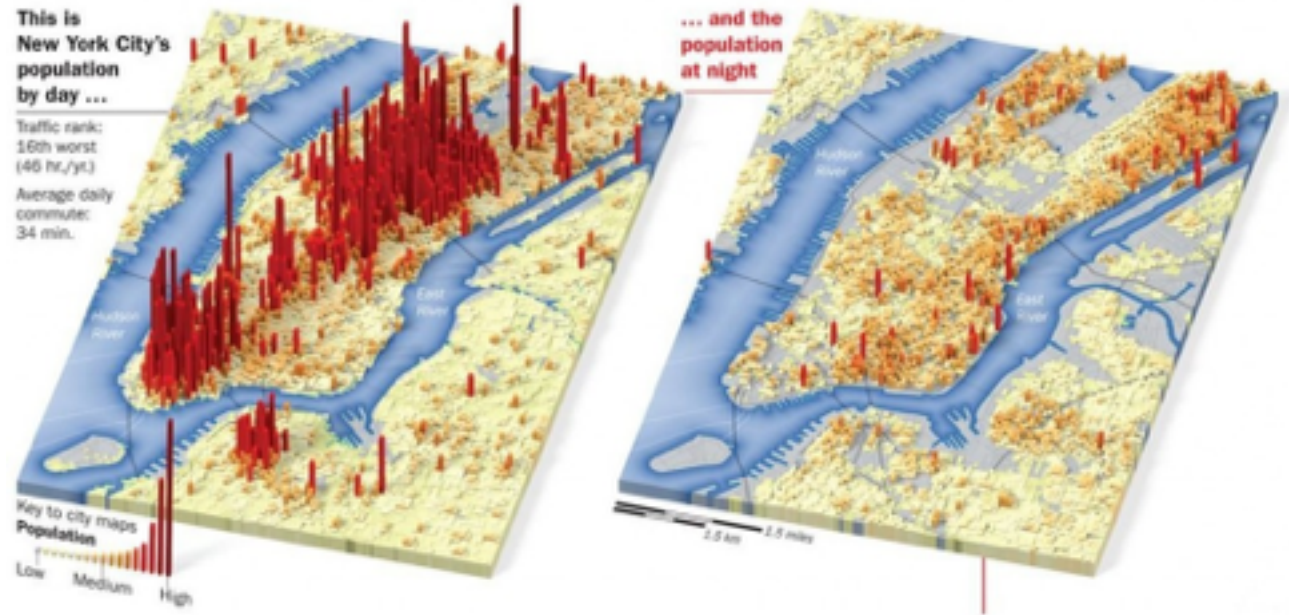 This is
New York City's
population
by day ...
Traffic rank:
16th worst
(46 hr./yr.)
Average daily
commute:
34 min.
Hudson
River
East
River
Key to city maps
Population
Low
Medium
High
... and the
population
at night
Hudson
River
East
River
1.5 km
1.5 miles